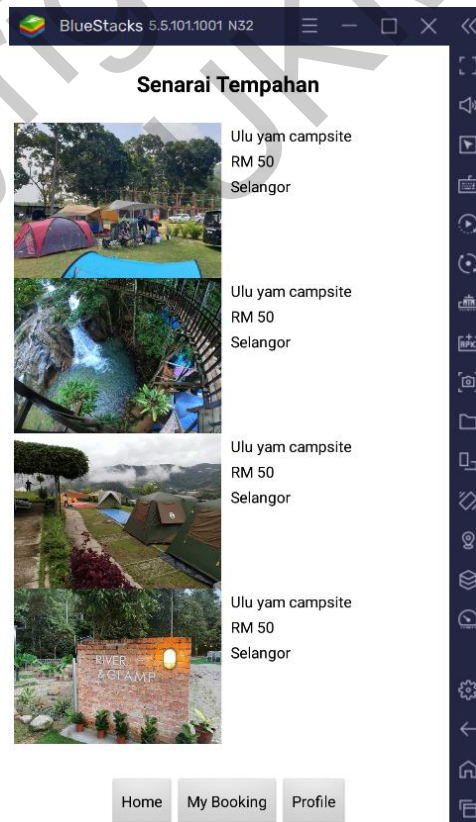 BlueStacks 5.5.101.1001 N32
Senarai Tempahan
Ulu yam campsite
RM 50
Selangor
Ulu yam campsite
RM 50
Selangor
Ulu yam campsite
RM 50
Selangor
RIVER
&GLAMP
Ulu yam campsite
RM 50
Selangor
Home
My Booking
Profile